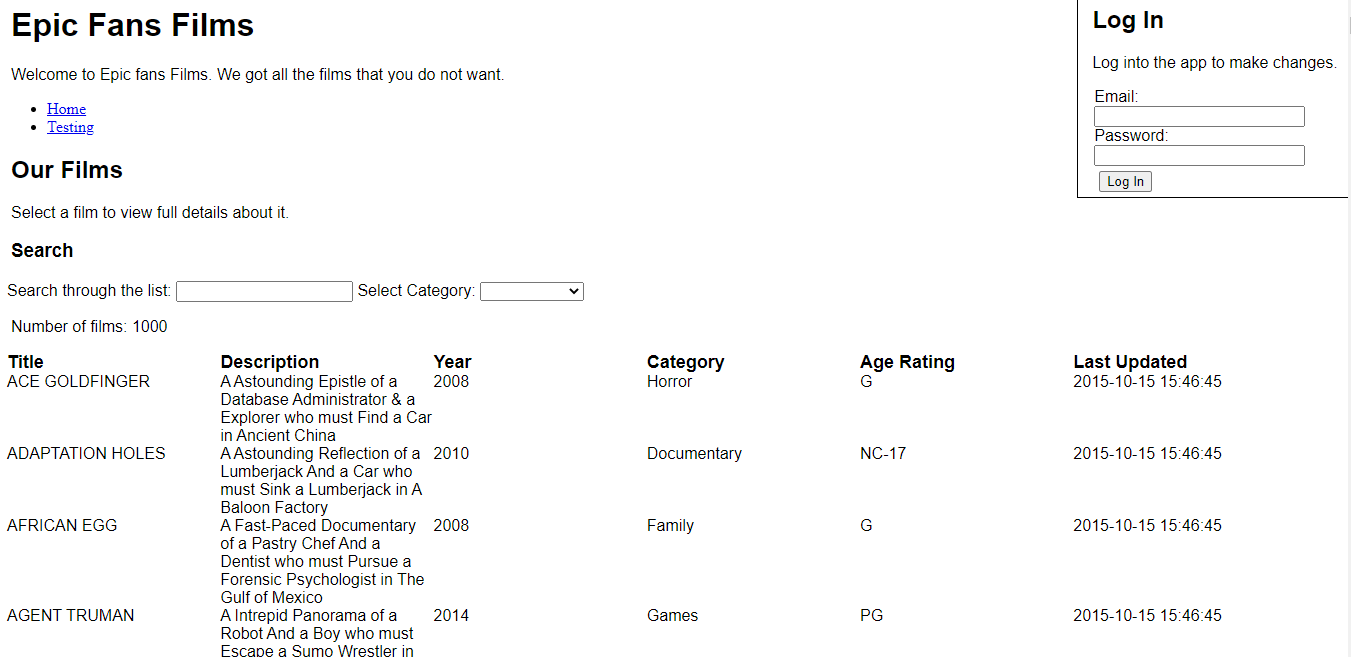 Epic Fans Films
Welcome to Epic fans Films. We got all the films that you do not want.
Home
Testing
Log In
Log into the app to make changes.
Email:
Password:
Log In
Our Films
Select a film to view full details about it.
Search
Search through the list: Select Category:
Number of films: 1000
Title Description Year Category Age Rating Last Updated
ACE GOLDFINGER A Astounding Epistle of a 2008 Horror G 2015-10-15 15:46:45
Database Administrator & a
Explorer who must Find a Car
in Ancient China
ADAPTATION HOLES A Astounding Reflection of a 2010 Documentary NC-17 2015-10-15 15:46:45
Lumberjack And a Car who
must Sink a Lumberjack in A
Baloon Factory
AFRICAN EGG A Fast-Paced Documentary 2008 Family G 2015-10-15 15:46:45
of a Pastry Chef And a
Dentist who must Pursue a
Forensic Psychologist in The
Gulf of Mexico
AGENT TRUMAN A Intrepid Panorama of a 2014 Games PG 2015-10-15 15:46:45
Robot And a Boy who must
Escape a Sumo Wrestler in